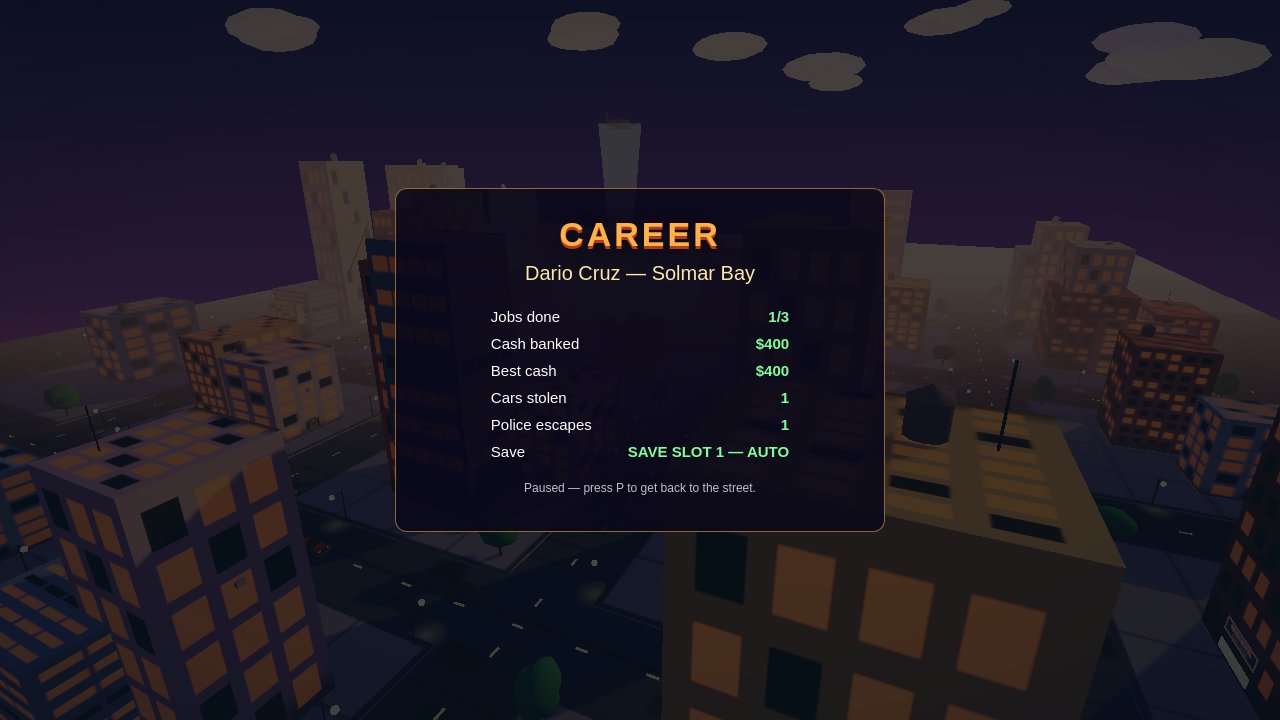 CAREER
Dario Cruz — Solmar Bay
Jobs done 1/3
Cash banked $400
Best cash $400
Cars stolen 1
Police escapes 1
Save SAVE SLOT 1 — AUTO
Paused — press P to get back to the street.